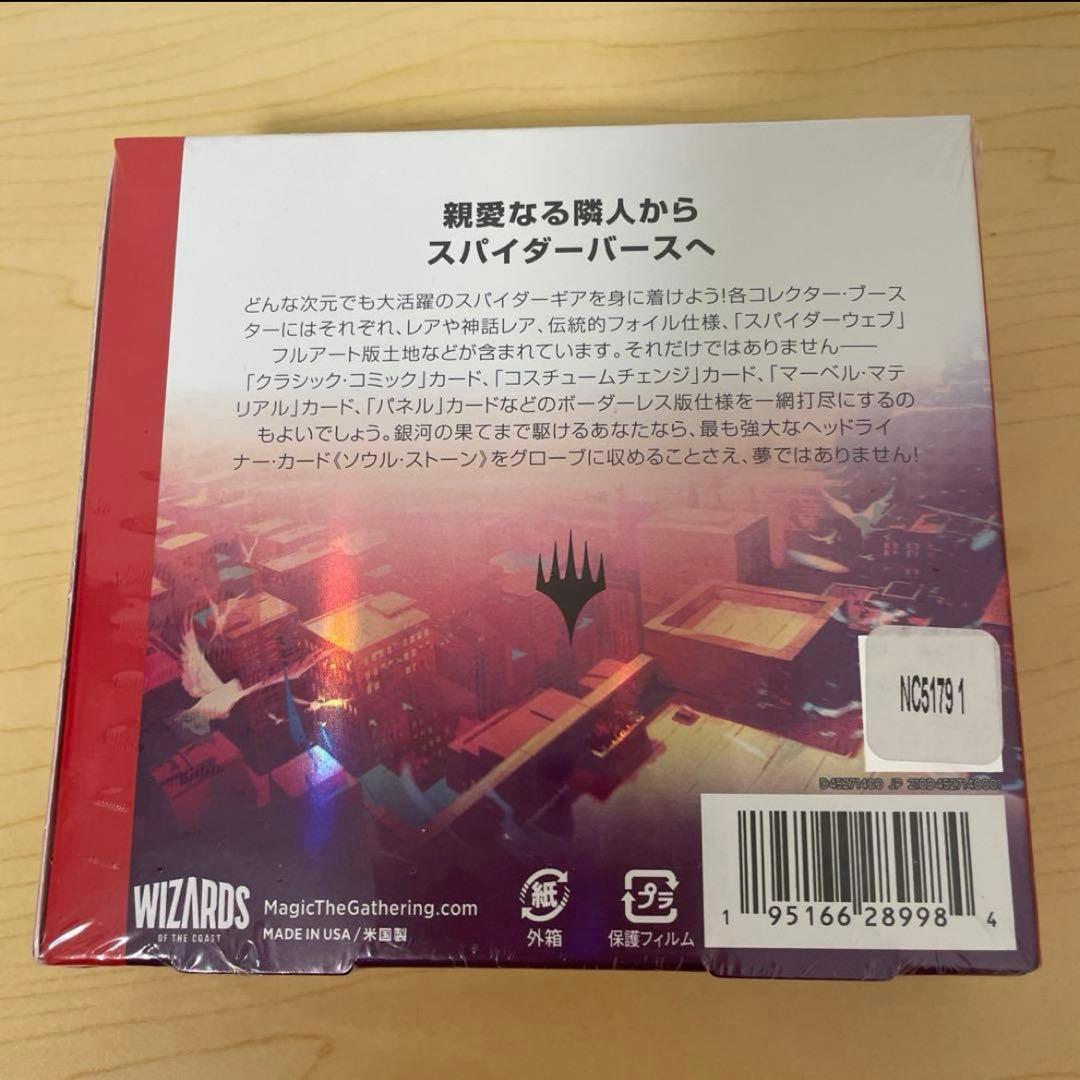 親愛なる隣人から
スパイダーバースへ
どんな次元でも大活躍のスパイダーギアを身に着けよう!各コレクター・ブース
ターにはそれぞれ、レアや神話レア、伝統的フォイル仕様、「スパイダーウェブ」
フルアート版土地などが含まれています。それだけではありません――
「クラシック・コミック」カード、「コスチュームチェンジ」カード、「マーベル・マテ
リアル」カード、「パネル」カードなどのボーダーレス版仕様を一網打尽にするの
もよいでしょう。銀河の果てまで駆けるあなたなら、最も強大なヘッドライ
ナー・カード《ソウル・ストーン》をグローブに収めることさえ、夢ではありません!
NC5179 1
D45271400 JP 210D4527140001
WIZARDS
OF THE COAST
MagicTheGathering.com
MADE IN USA / 米国製
紙
外箱
プラ
保護フィルム
1 95166 28998 4